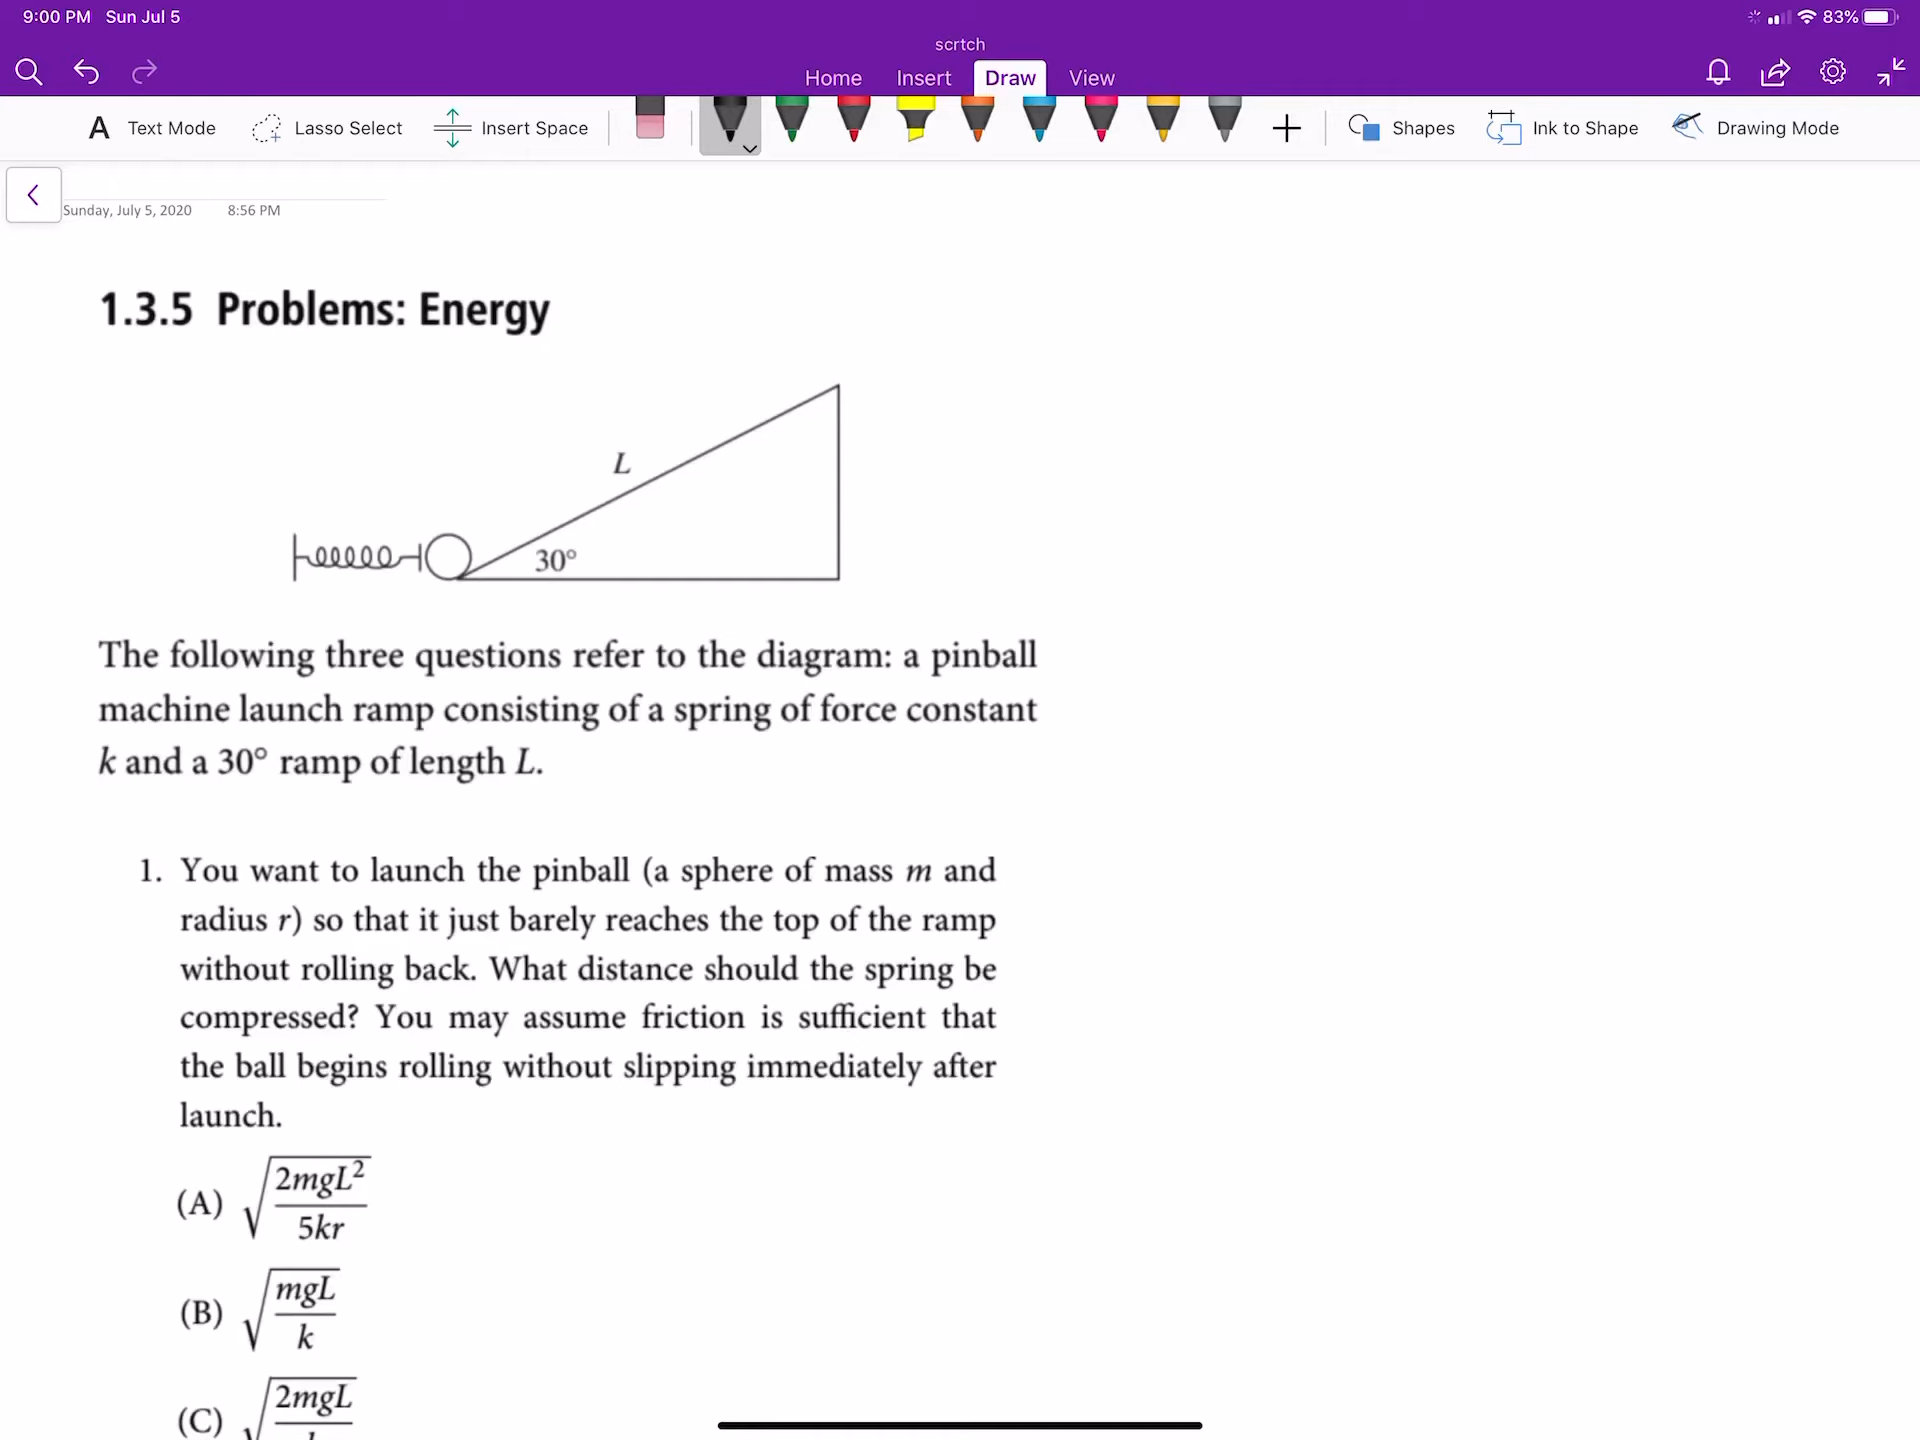 9:00 PM Sun Jul 5
83%
scrtch
Home Insert Draw View
A Text Mode Lasso Select Insert Space Shapes Ink to Shape Drawing Mode
Sunday, July 5, 2020 8:56 PM
1.3.5 Problems: Energy
L
30°
The following three questions refer to the diagram: a pinball
machine launch ramp consisting of a spring of force constant
k and a 30° ramp of length L.
1. You want to launch the pinball (a sphere of mass m and
radius r) so that it just barely reaches the top of the ramp
without rolling back. What distance should the spring be
compressed? You may assume friction is sufficient that
the ball begins rolling without slipping immediately after
launch.
(A) √(2mgL²/5kr)
(B) √(mgL/k)
(C) √(2mgL